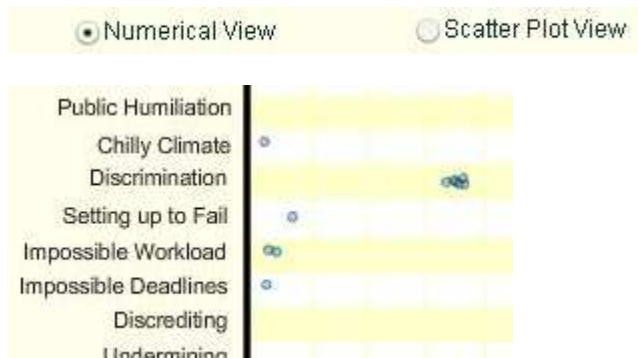 Numerical View Scatter Plot View
Public Humiliation
Chilly Climate
Discrimination
Setting up to Fail
Impossible Workload
Impossible Deadlines
Discrediting
Undermining